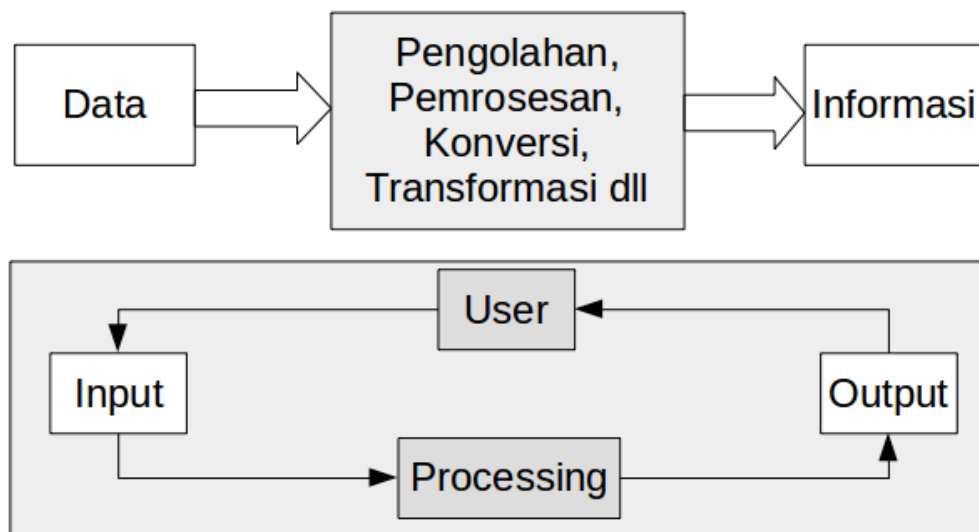 Data
Pengolahan,
Pemrosesan,
Konversi,
Transformasi dll
Informasi
User
Input
Output
Processing